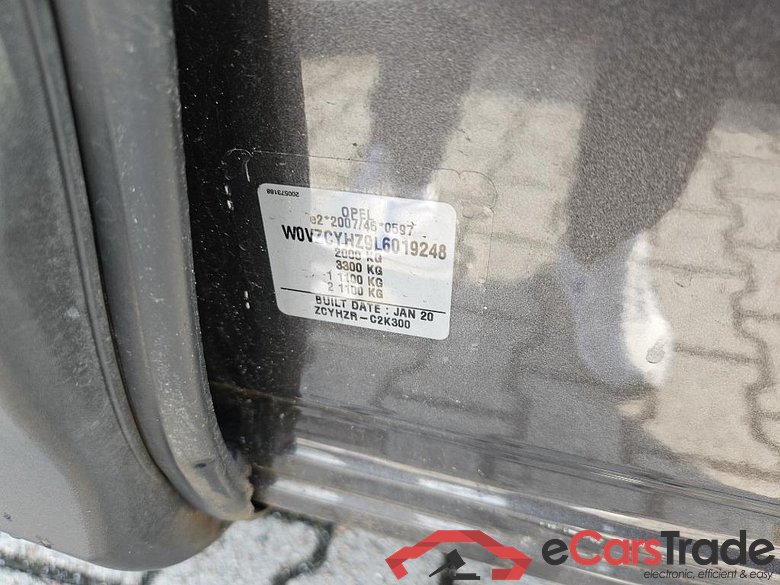 200573188
OPEL
e2*2007/46*0597
W0VZCYHZ9L6019248
2000 KG
3300 KG
1 1100 KG
2 1100 KG
BUILT DATE : JAN 20
ZCYHZR-C2K300
eCarsTrade
electronic, efficient & easy